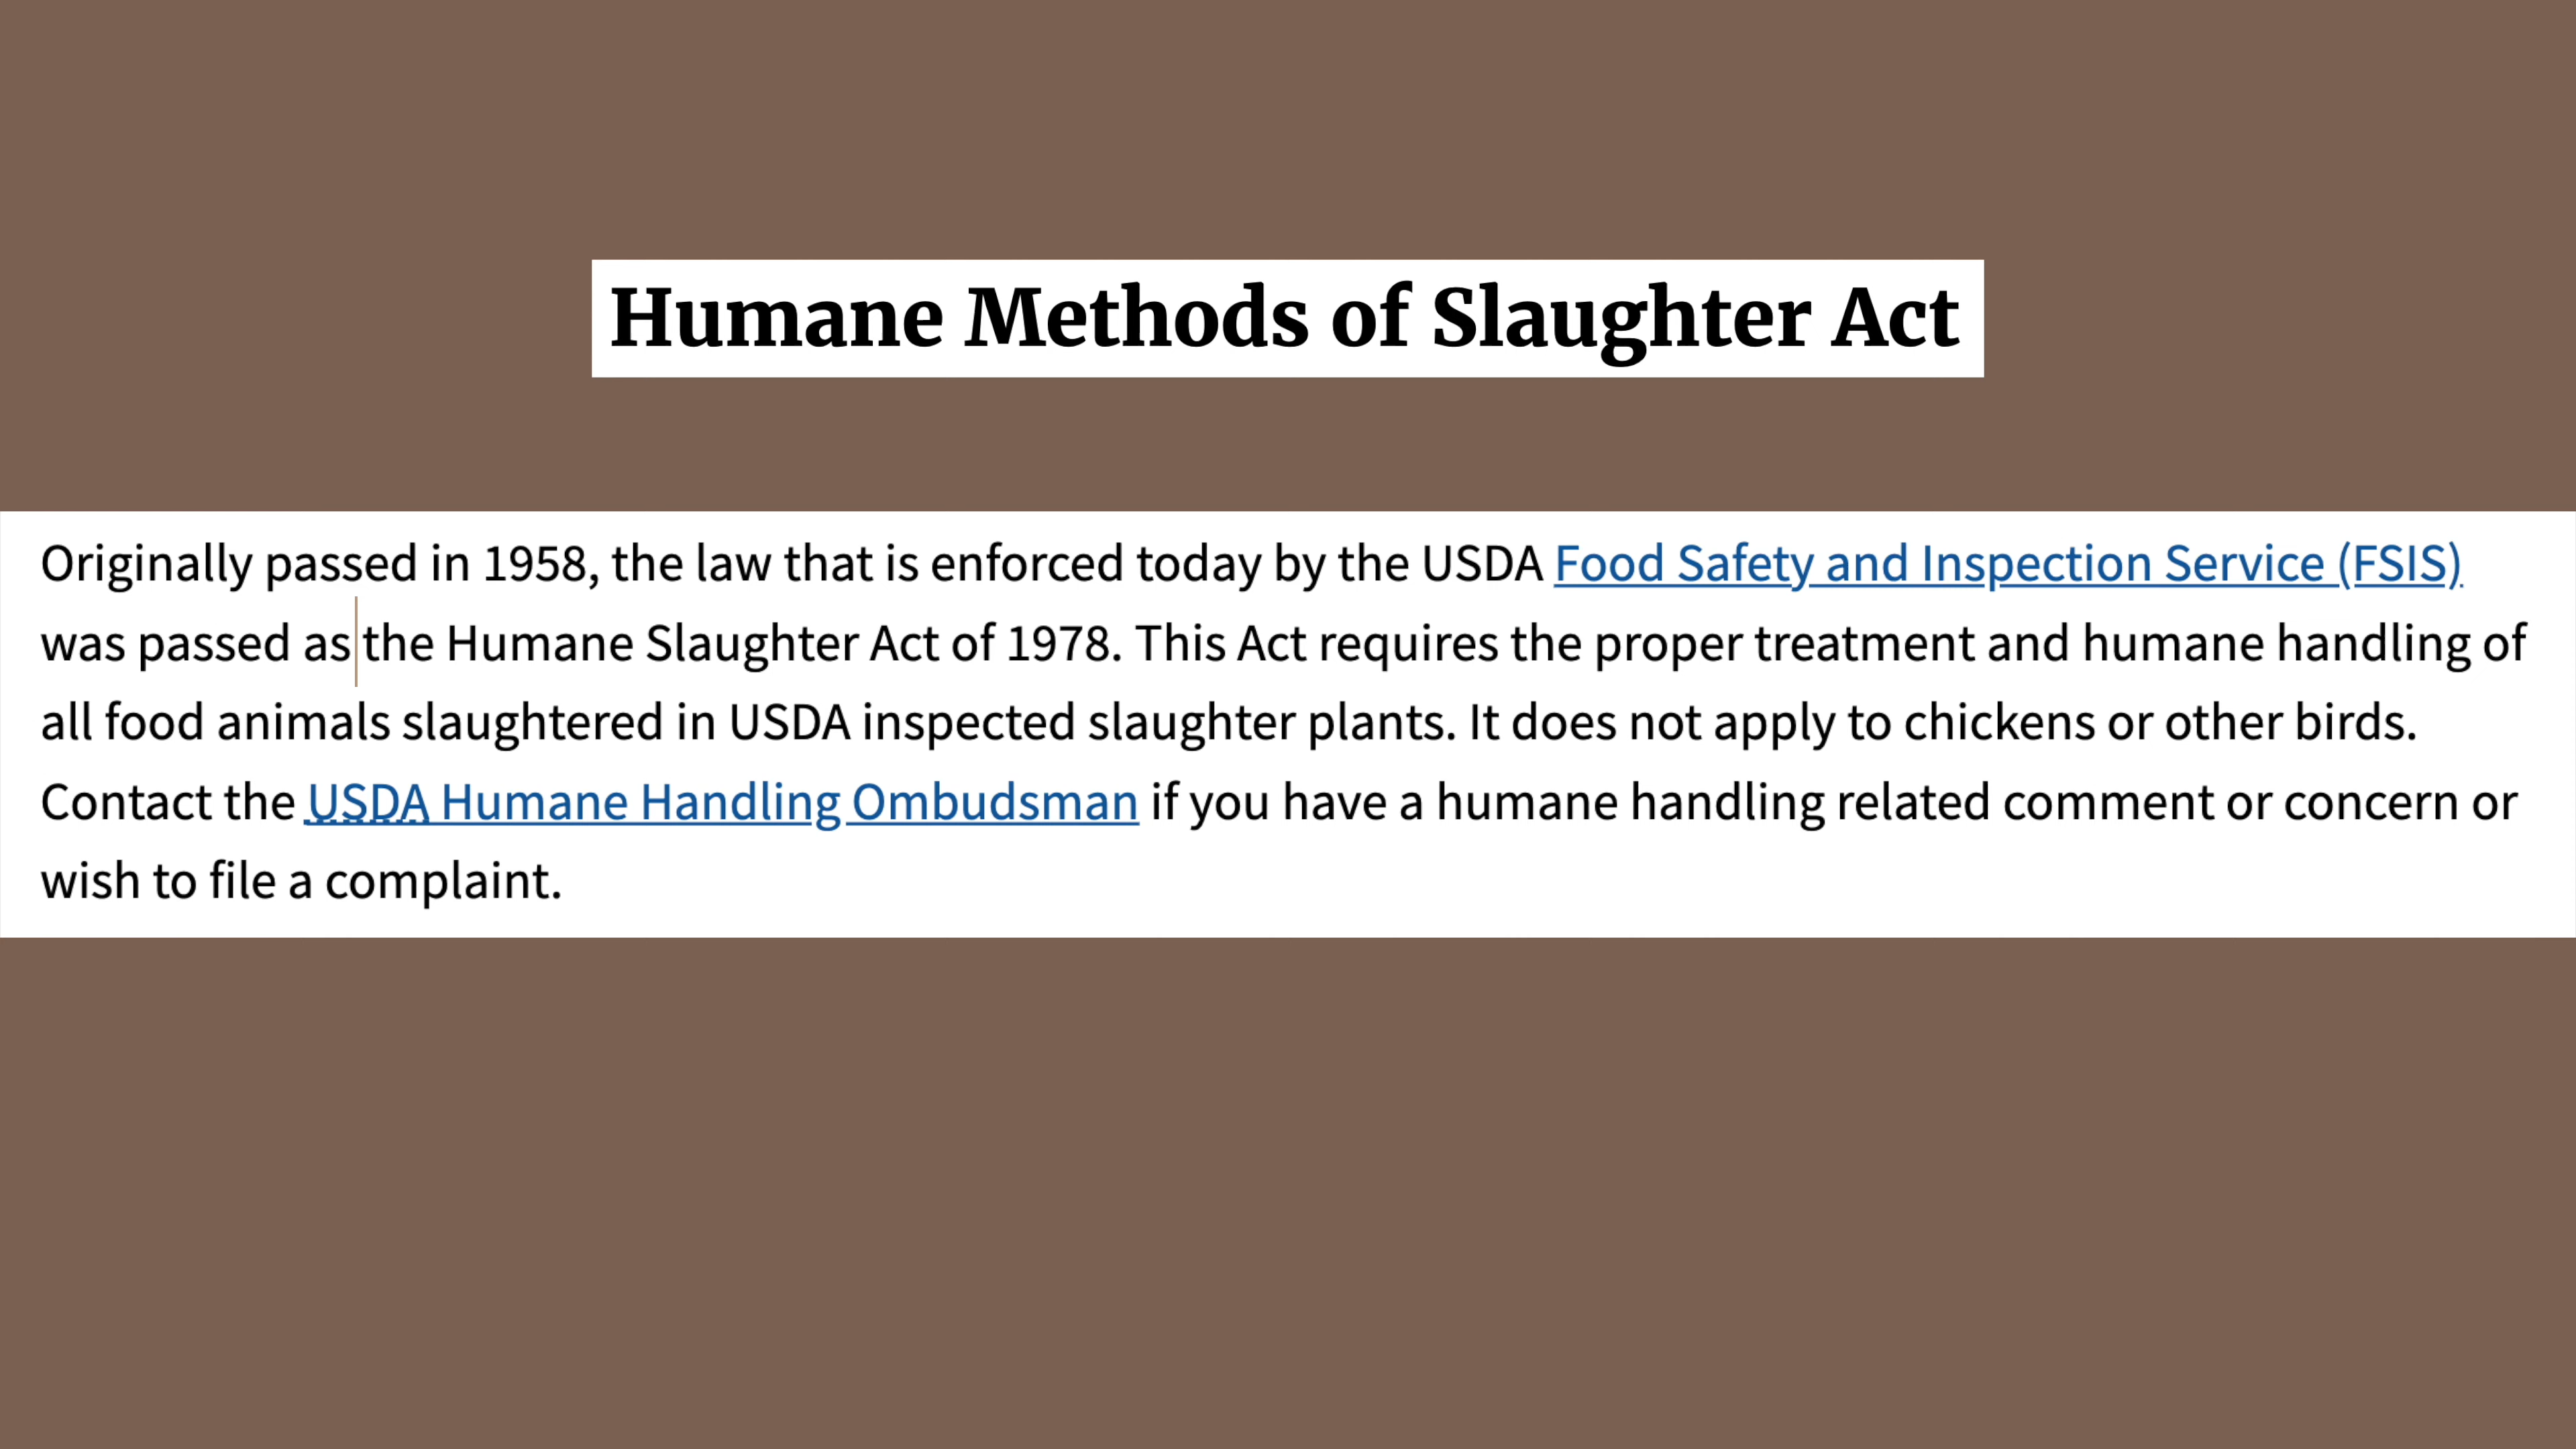 Humane Methods of Slaughter Act
Originally passed in 1958, the law that is enforced today by the USDA Food Safety and Inspection Service (FSIS)
was passed as the Humane Slaughter Act of 1978. This Act requires the proper treatment and humane handling of
all food animals slaughtered in USDA inspected slaughter plants. It does not apply to chickens or other birds.
Contact the USDA Humane Handling Ombudsman if you have a humane handling related comment or concern or
wish to file a complaint.